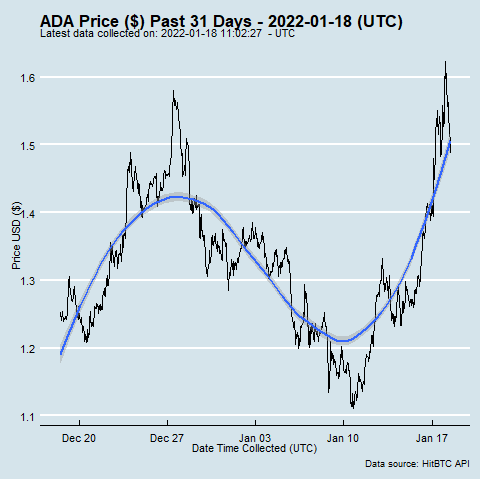 ADA Price ($) Past 31 Days - 2022-01-18 (UTC)
Latest data collected on: 2022-01-18 11:02:27 - UTC
Price USD ($)
1.6
1.5
1.4
1.3
1.2
1.1
Dec 20 Dec 27 Jan 03 Jan 10 Jan 17
Date Time Collected (UTC)
Data source: HitBTC API